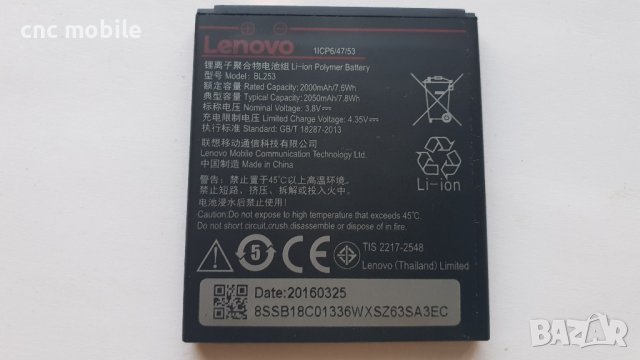 cnc mobile
Lenovo
1ICP6/47/53
锂离子聚合物电池组 Li-ion Polymer Battery
型号 Model: BL253
额定容量 Rated Capacity: 2000mAh/7.6Wh
典型容量 Typical Capacity: 2050mAh/7.8Wh
标称电压 Nominal Voltage: 3.8V
充电限制电压 Limited Charge Voltage: 4.35V
执行标准 Standard: GB/T 18287-2013
联想移动通信科技有限公司
Lenovo Mobile Communication Technology Ltd.
中国制造 Made in China
Li-ion
警告: 禁止置于45℃以上高温环境。
禁止短路、挤压、拆解或投入火中。
电池浸水后禁止使用!
Caution:Do not expose to high temperature that exceeds 45℃.
Do not short circuit,crush,disassemble or dispose of in fire.
5
TIS 2217-2548
Lenovo (Thailand) Limited
Date:20160325
8SSB18C01336WXSZ63SA3EC
bazar.bg